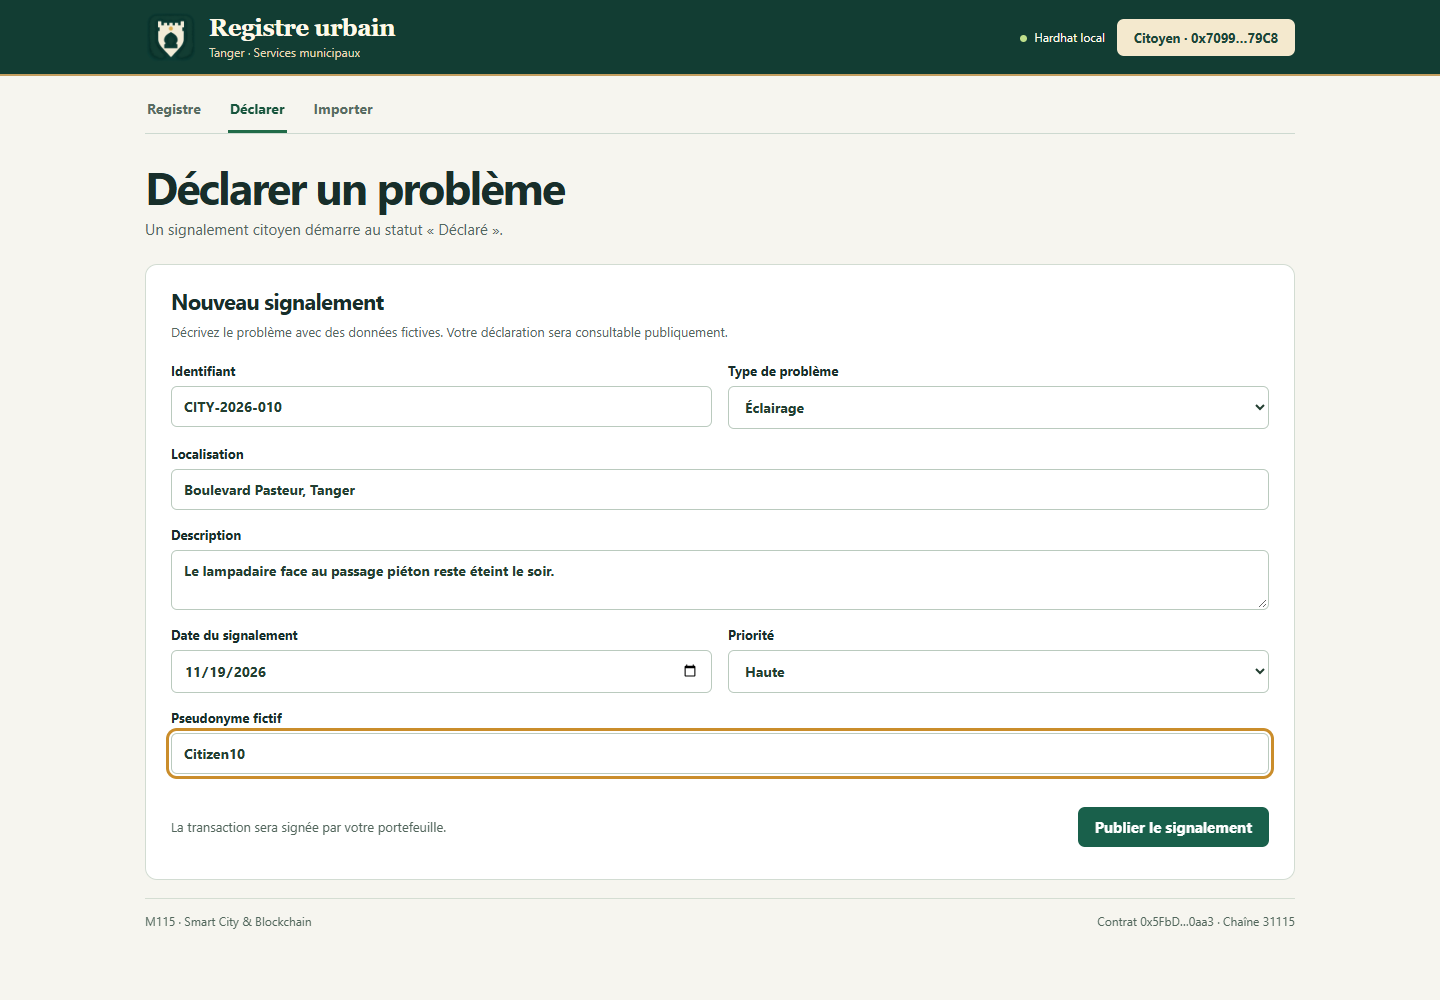 Registre urbain
Tanger · Services municipaux
Hardhat local
Citoyen · 0x7099...79C8
Registre
Déclarer
Importer
Déclarer un problème
Un signalement citoyen démarre au statut « Déclaré ».
Nouveau signalement
Décrivez le problème avec des données fictives. Votre déclaration sera consultable publiquement.
Identifiant
Type de problème
CITY-2026-010
Éclairage
Localisation
Boulevard Pasteur, Tanger
Description
Le lampadaire face au passage piéton reste éteint le soir.
Date du signalement
Priorité
11/19/2026
Haute
Pseudonyme fictif
Citizen10
La transaction sera signée par votre portefeuille.
Publier le signalement
M115 · Smart City & Blockchain
Contrat 0x5FbD...0aa3 · Chaîne 31115